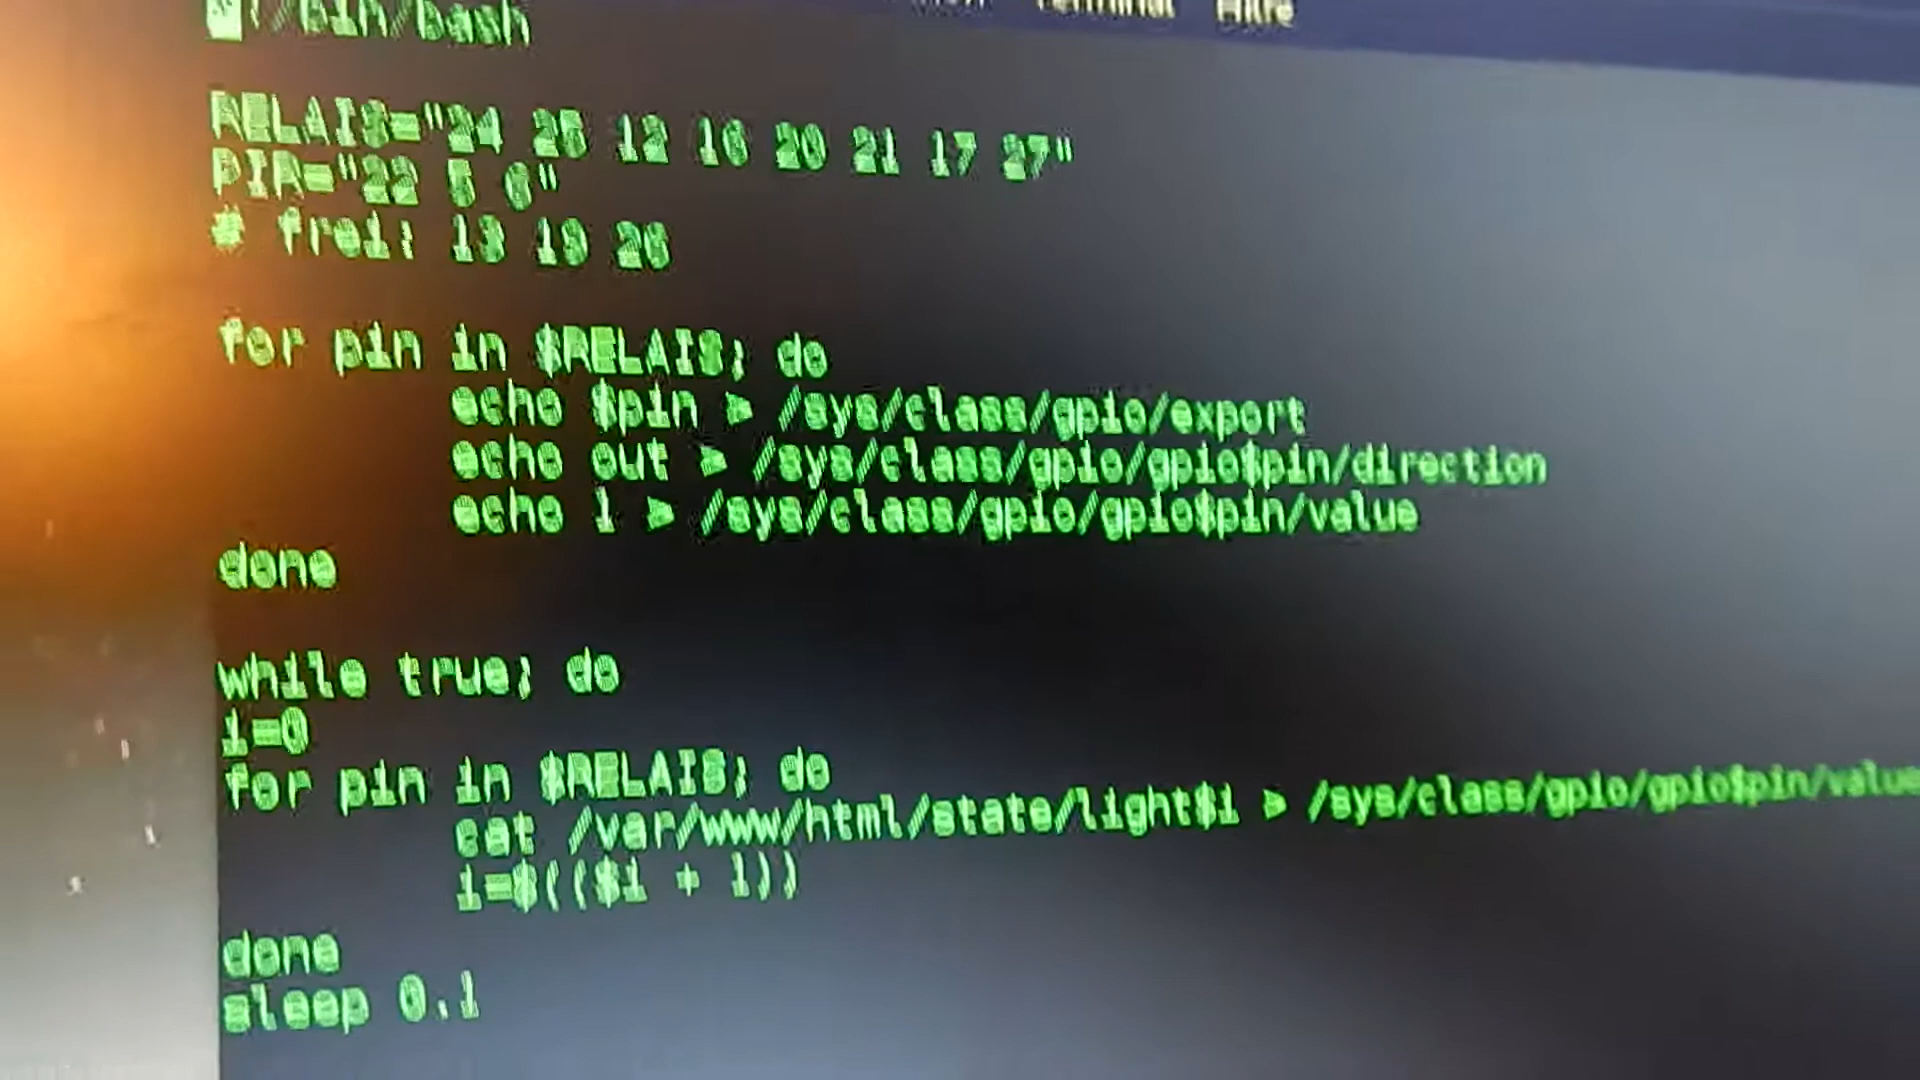 Terminal Hilfe
#!/bin/bash
RELAIS="24 25 12 16 20 21 17 27"
PIR="22 5 6"
# frei: 13 19 26
for pin in $RELAIS; do
echo $pin > /sys/class/gpio/export
echo out > /sys/class/gpio/gpio$pin/direction
echo 1 > /sys/class/gpio/gpio$pin/value
done
while true; do
i=0
for pin in $RELAIS; do
cat /var/www/html/state/light$i > /sys/class/gpio/gpio$pin/value
i=$(($i + 1))
done
sleep 0.1